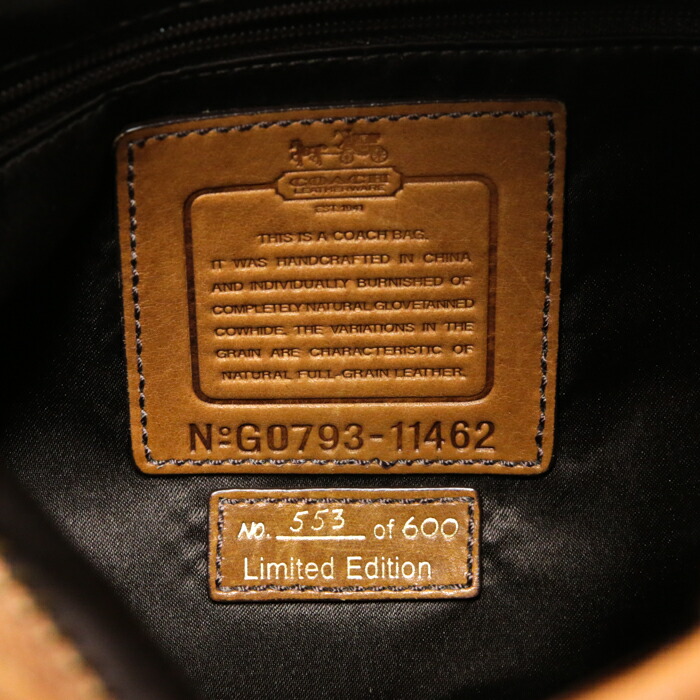 COACH
LEATHERWARE
EST. 1941
THIS IS A COACH BAG.
IT WAS HANDCRAFTED IN CHINA
AND INDIVIDUALLY BURNISHED OF
COMPLETELY NATURAL GLOVETANNED
COWHIDE. THE VARIATIONS IN THE
GRAIN ARE CHARACTERISTIC OF
NATURAL FULL-GRAIN LEATHER.
Nº G0793-11462
NO. 553 of 600
Limited Edition